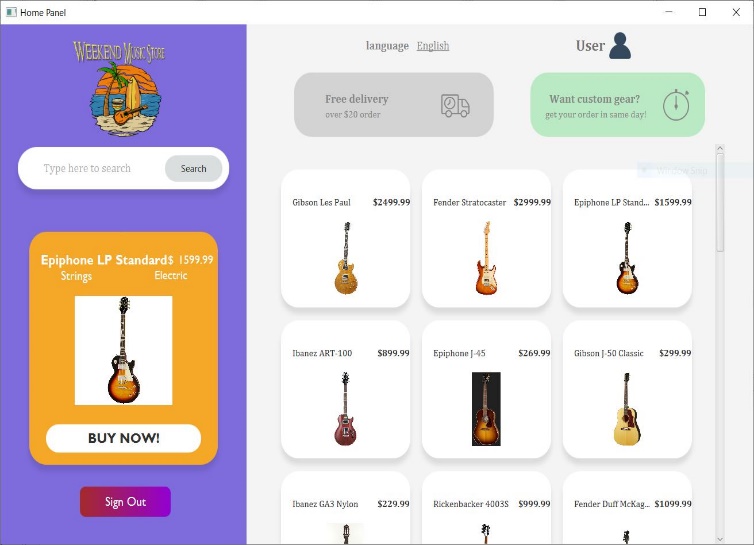 Home Panel
WEEKEND MUSIC STORE
Type here to search
Search
Epiphone LP Standard $ 1599.99
Strings Electric
BUY NOW!
Sign Out
language English
User
Free delivery
over $20 order
Want custom gear?
get your order in same day!
Gibson Les Paul $2499.99
Fender Stratocaster $2999.99
Epiphone LP Stand... $1599.99
Ibanez ART-100 $899.99
Epiphone J-45 $269.99
Gibson J-50 Classic $299.99
Ibanez GA3 Nylon $229.99
Rickenbacker 4003S $999.99
Fender Duff McKag... $1099.99